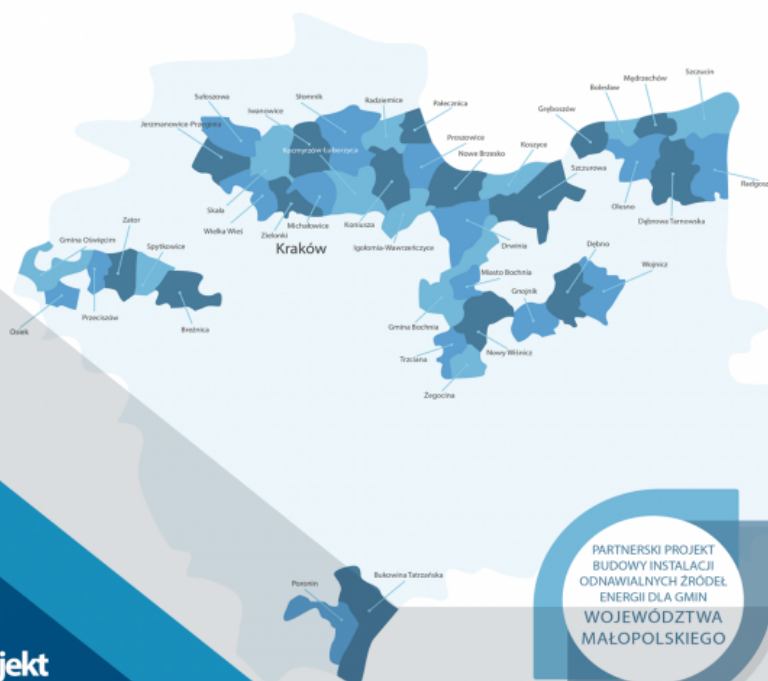 Szczucin
Mędrzechów
Bolesław
Sułoszowa
Słomnik
Radziemice
Pałecznica
Gręboszów
Iwanowice
Jerzmanowice-Przeginia
Proszowice
Koszyce
Kocmyrzów-Luborzyca
Nowe Brzesko
Szczurowa
Radgosz
Skała
Olesno
Wielka Wieś
Zielonki
Michałowice
Koniusza
Dąbrowa Tarnowska
Zator
Gmina Oświęcim
Spytkowice
Kraków
Igołomia-Wawrzeńczyce
Drwinia
Dębno
Miasto Bochnia
Wojnicz
Gnojnik
Osiek
Przeciszów
Brzeźnica
Gmina Bochnia
Trzciana
Nowy Wiśnicz
Żegocina
Poronin
Bukowina Tatrzańska
PARTNERSKI PROJEKT
BUDOWY INSTALACJI
ODNAWIALNYCH ŹRÓDEŁ
ENERGII DLA GMIN
WOJEWÓDZTWA
MAŁOPOLSKIEGO
jekt